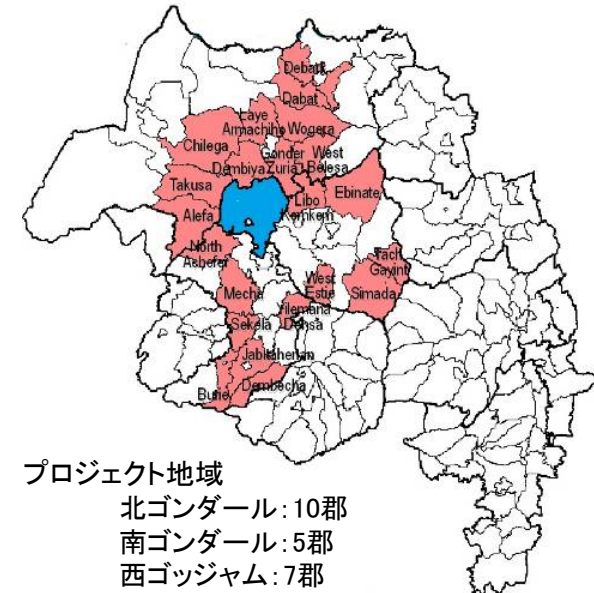 Debark
Dabat
Laye
Armachiho Wogera
Chilega
Gonder West
Dembiya Zuria Belesa
Takusa
Ebinate
Libo
Kemkem
Alefa
North
Achefer
Tach
Gayint
West
Estie
Simada
Mecha
Yilemana
Densa
Sekela
Jabitahenan
Dembecha
Burie
プロジェクト地域
北ゴンダール:10郡
南ゴンダール:5郡
西ゴッジャム:7郡